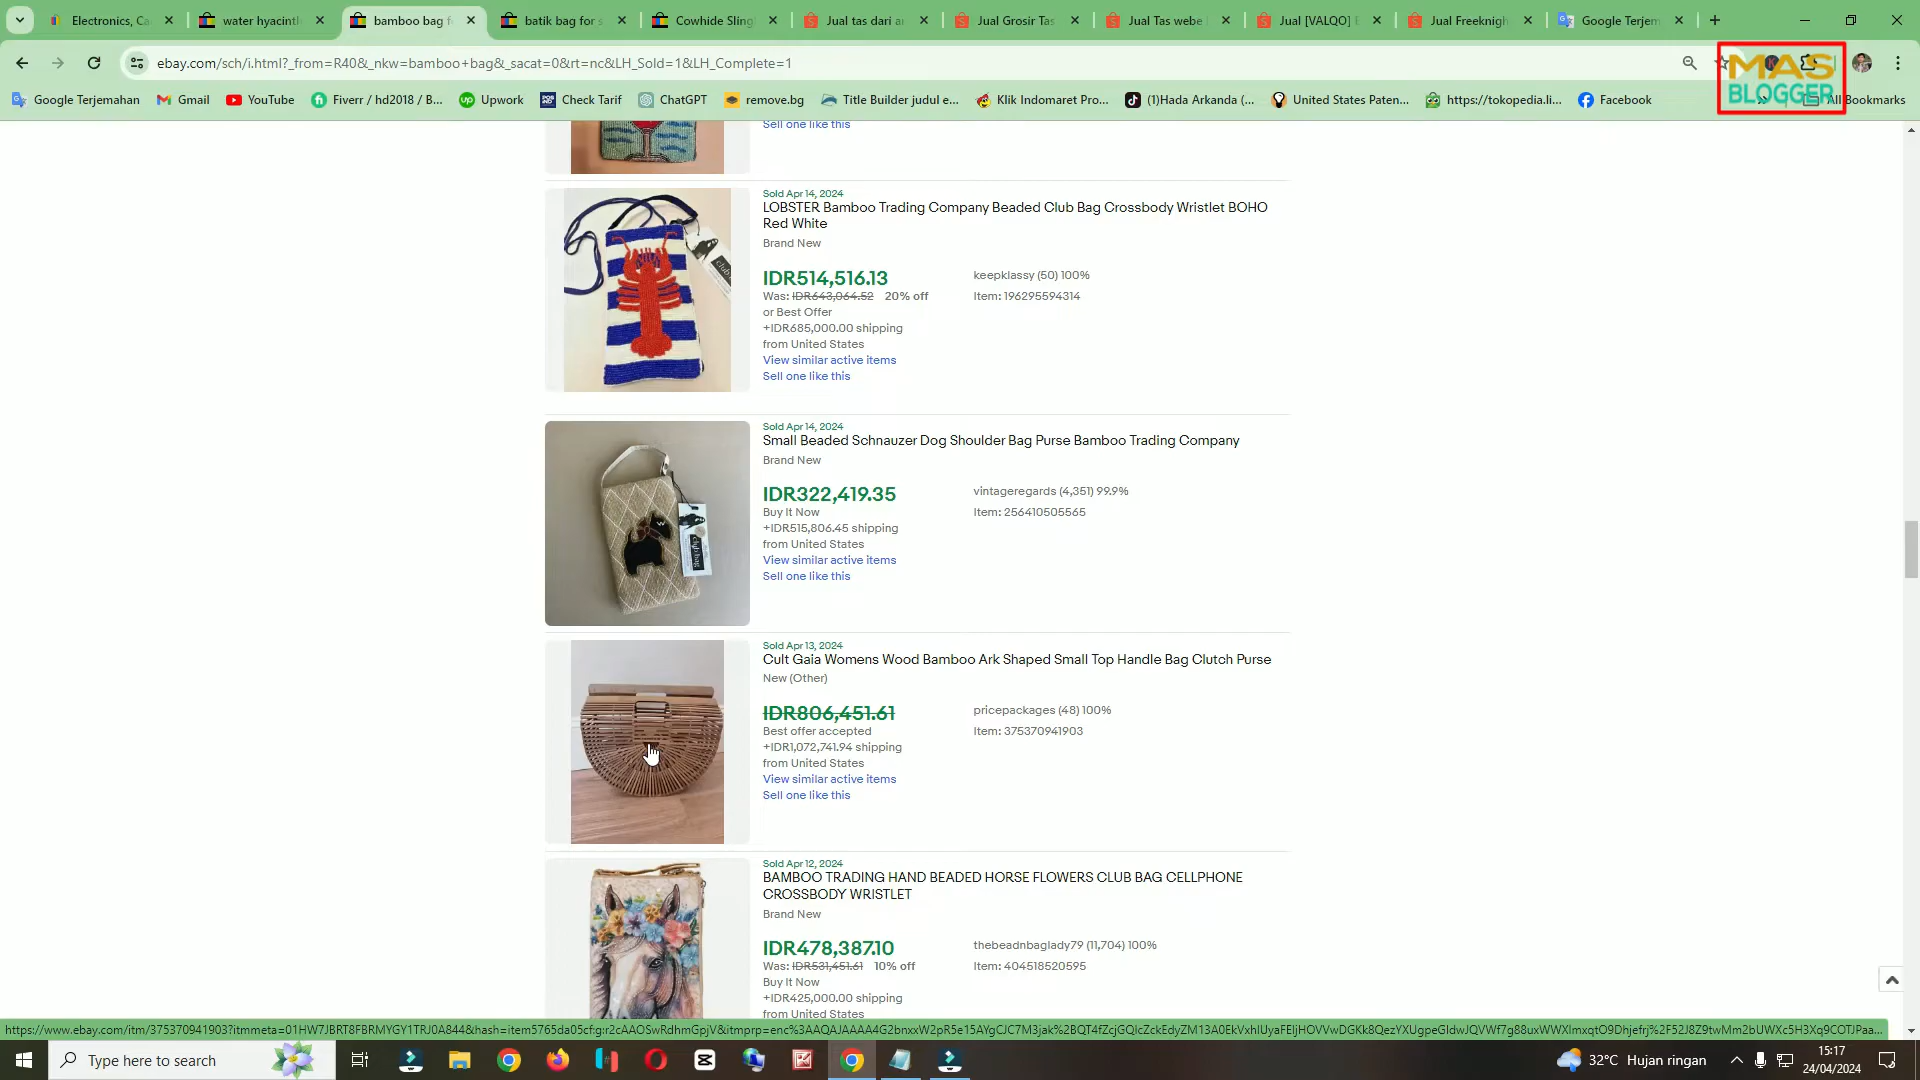 Electronics, Ca
water hyacinth
bamboo bag f
batik bag for s
Cowhide Sling
Jual tas dari a
Jual Grosir Tas
Jual Tas webe
Jual [VALQO]
Jual Freeknigh
Google Terjem
ebay.com/sch/i.html?_from=R40&_nkw=bamboo+bag&_sacat=0&rt=nc&LH_Sold=1&LH_Complete=1
MAS
BLOGGER
Google Terjemahan
Gmail
YouTube
Fiverr / hd2018 / B...
Upwork
Check Tarif
ChatGPT
remove.bg
Title Builder judul e...
Klik Indomaret Pro...
(1)Hada Arkanda (...
United States Paten...
https://tokopedia.li...
Facebook
All Bookmarks
Sell one like this
Sold Apr 14, 2024
LOBSTER Bamboo Trading Company Beaded Club Bag Crossbody Wristlet BOHO
Red White
Brand New
IDR514,516.13
keepklassy (50) 100%
Was: IDR643,064.52 20% off
Item: 196295594314
or Best Offer
+IDR685,000.00 shipping
from United States
View similar active items
Sell one like this
Sold Apr 14, 2024
Small Beaded Schnauzer Dog Shoulder Bag Purse Bamboo Trading Company
Brand New
IDR322,419.35
vintageregards (4,351) 99.9%
Buy It Now
Item: 256410505565
+IDR515,806.45 shipping
from United States
View similar active items
Sell one like this
Sold Apr 13, 2024
Cult Gaia Womens Wood Bamboo Ark Shaped Small Top Handle Bag Clutch Purse
New (Other)
IDR806,451.61
pricepackages (48) 100%
Best offer accepted
Item: 375370941903
+IDR1,072,741.94 shipping
from United States
View similar active items
Sell one like this
Sold Apr 12, 2024
BAMBOO TRADING HAND BEADED HORSE FLOWERS CLUB BAG CELLPHONE
CROSSBODY WRISTLET
Brand New
IDR478,387.10
thebeadnbaglady79 (11,704) 100%
Was: IDR531,451.61 10% off
Item: 404518520595
Buy It Now
+IDR425,000.00 shipping
from United States
Type here to search
32°C Hujan ringan
15:17
24/04/2024